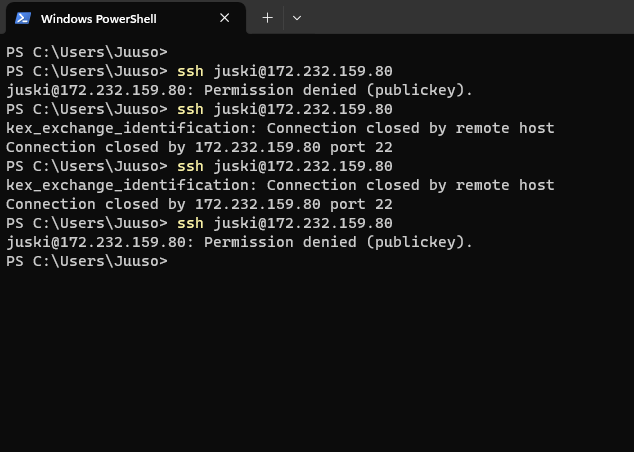 Windows PowerShell
PS C:\Users\Juuso>
PS C:\Users\Juuso> ssh juski@172.232.159.80
juski@172.232.159.80: Permission denied (publickey).
PS C:\Users\Juuso> ssh juski@172.232.159.80
kex_exchange_identification: Connection closed by remote host
Connection closed by 172.232.159.80 port 22
PS C:\Users\Juuso> ssh juski@172.232.159.80
kex_exchange_identification: Connection closed by remote host
Connection closed by 172.232.159.80 port 22
PS C:\Users\Juuso> ssh juski@172.232.159.80
juski@172.232.159.80: Permission denied (publickey).
PS C:\Users\Juuso>